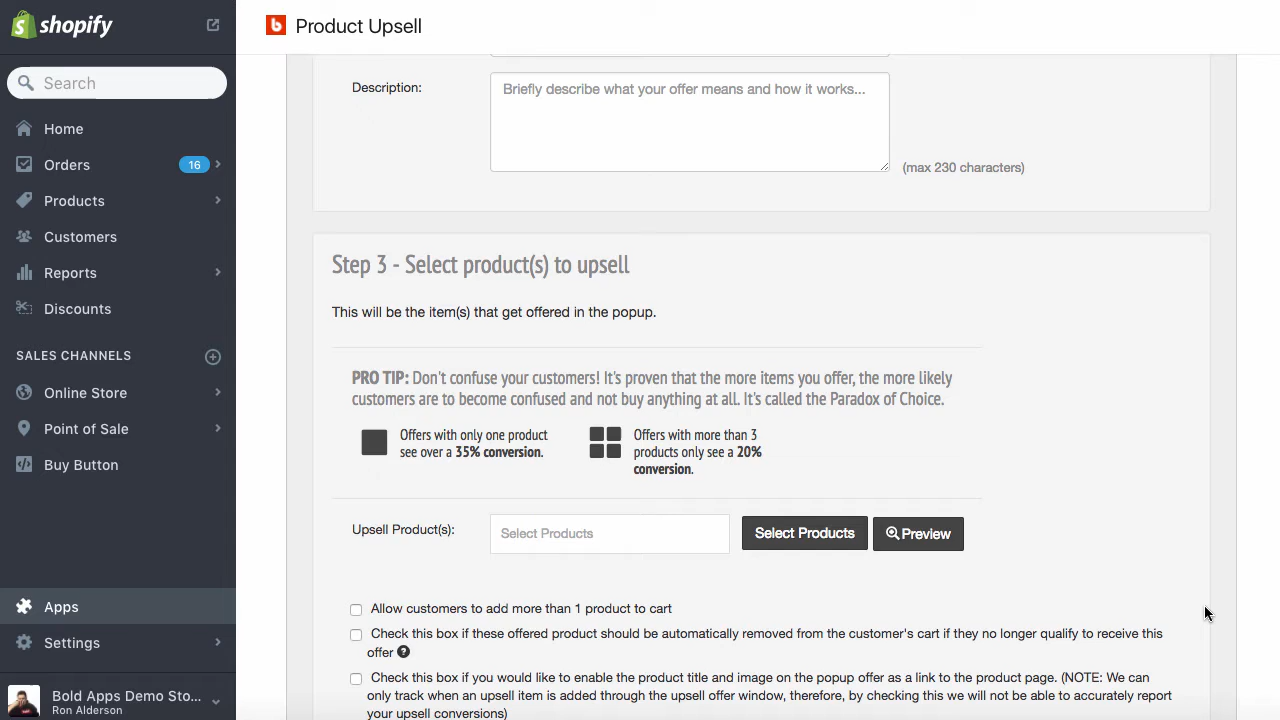 shopify
Search
Home
Orders 16
Products
Customers
Reports
Discounts
SALES CHANNELS
Online Store
Point of Sale
Buy Button
Apps
Settings
Bold Apps Demo Sto...
Ron Alderson
b Product Upsell
Description:
Briefly describe what your offer means and how it works...
(max 230 characters)
Step 3 - Select product(s) to upsell
This will be the item(s) that get offered in the popup.
PRO TIP: Don't confuse your customers! It's proven that the more items you offer, the more likely
customers are to become confused and not buy anything at all. It's called the Paradox of Choice.
Offers with only one product
see over a 35% conversion.
Offers with more than 3
products only see a 20%
conversion.
Upsell Product(s):
Select Products
Select Products
Preview
Allow customers to add more than 1 product to cart
Check this box if these offered product should be automatically removed from the customer's cart if they no longer qualify to receive this
offer ?
Check this box if you would like to enable the product title and image on the popup offer as a link to the product page. (NOTE: We can
only track when an upsell item is added through the upsell offer window, therefore, by checking this we will not be able to accurately report
your upsell conversions)